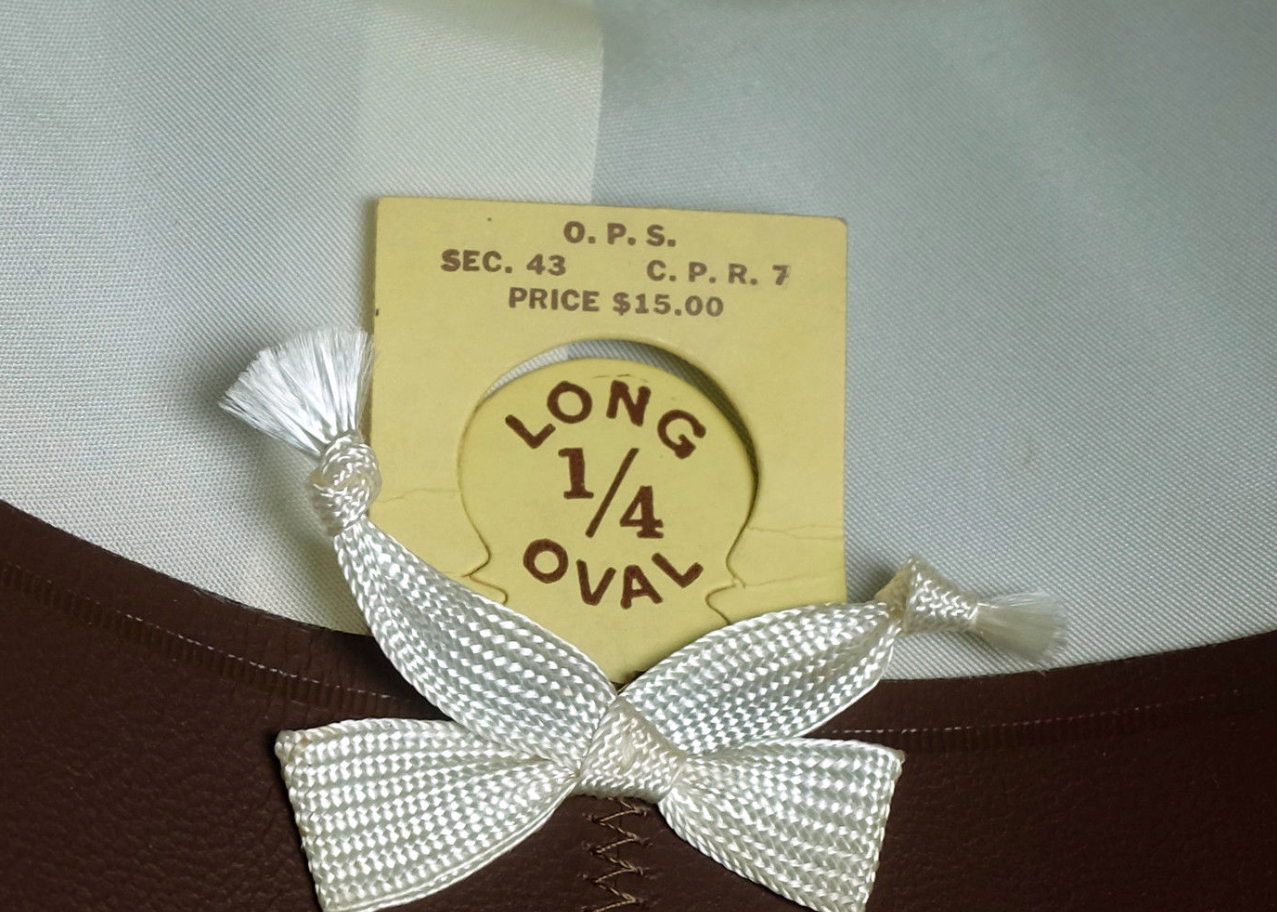 O. P. S.
SEC. 43 C. P. R. 7
PRICE $15.00
LONG
1/4
OVAL